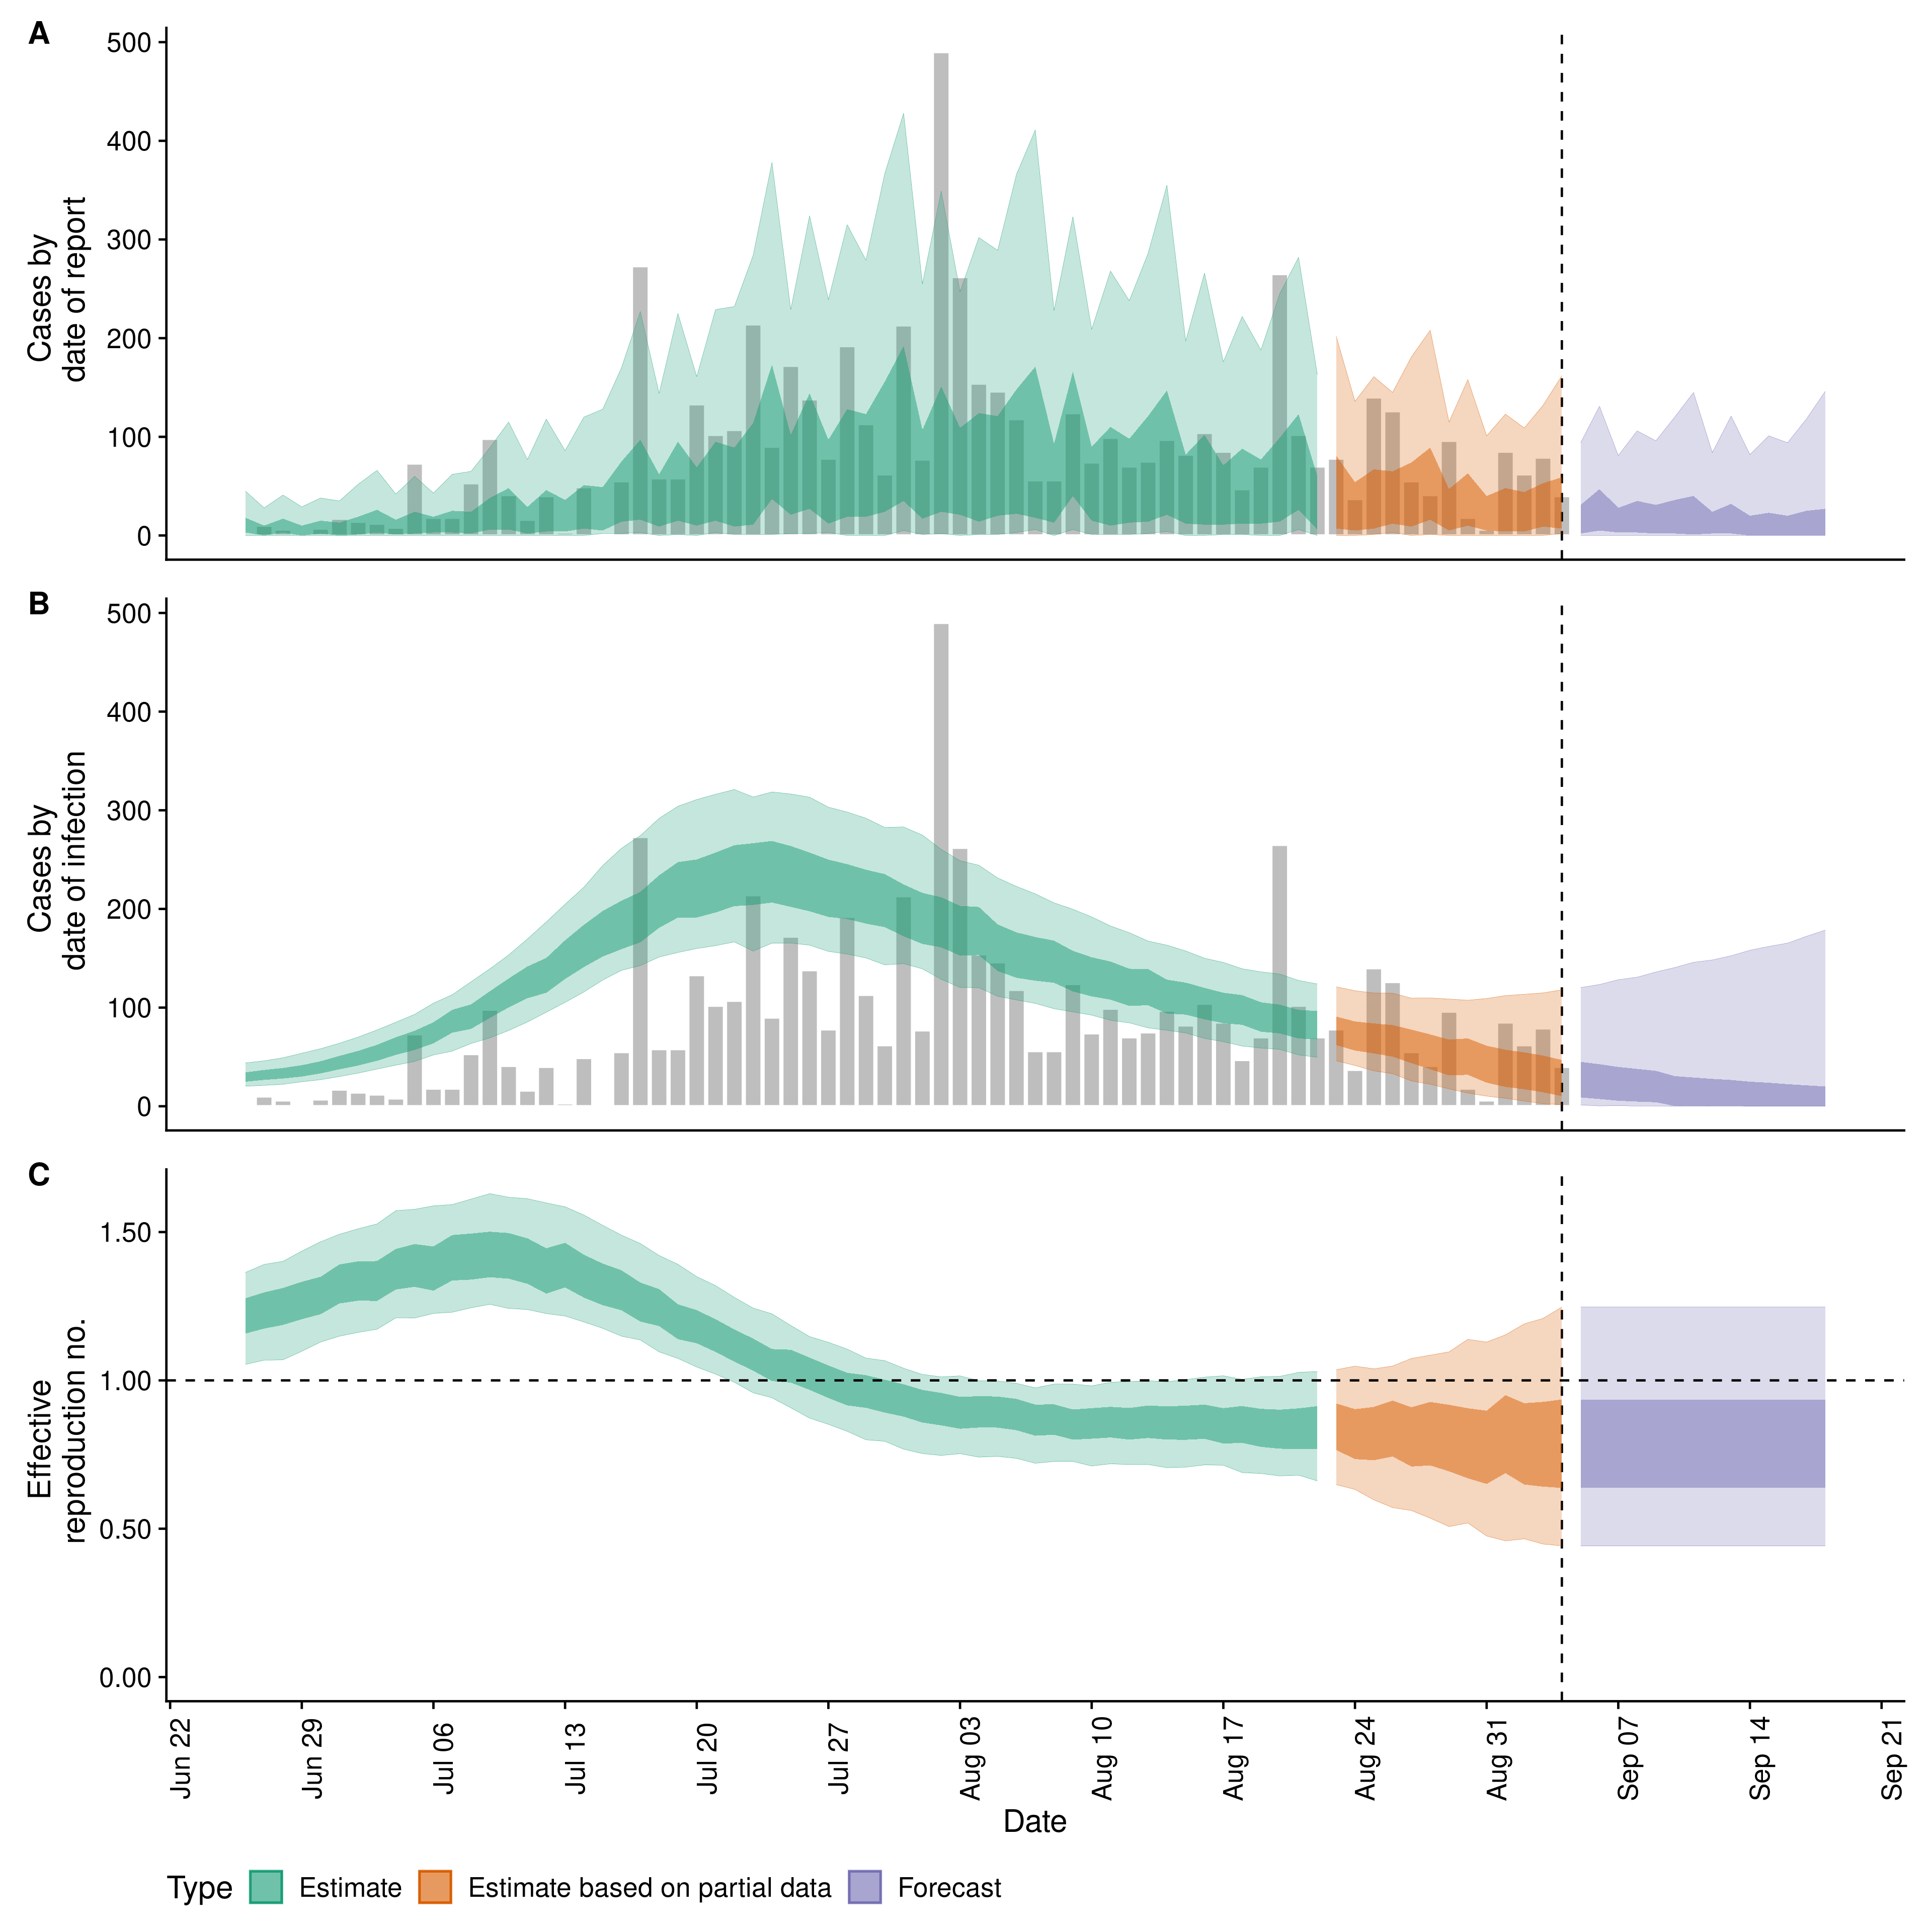 A
500
400
300
200
100
0
Cases by
date of report
B
500
400
300
200
100
0
Cases by
date of infection
C
1.50
1.00
0.50
0.00
Effective
reproduction no.
Jun 22
Jun 29
Jul 06
Jul 13
Jul 20
Jul 27
Aug 03
Aug 10
Aug 17
Aug 24
Aug 31
Sep 07
Sep 14
Sep 21
Date
Type Estimate Estimate based on partial data Forecast